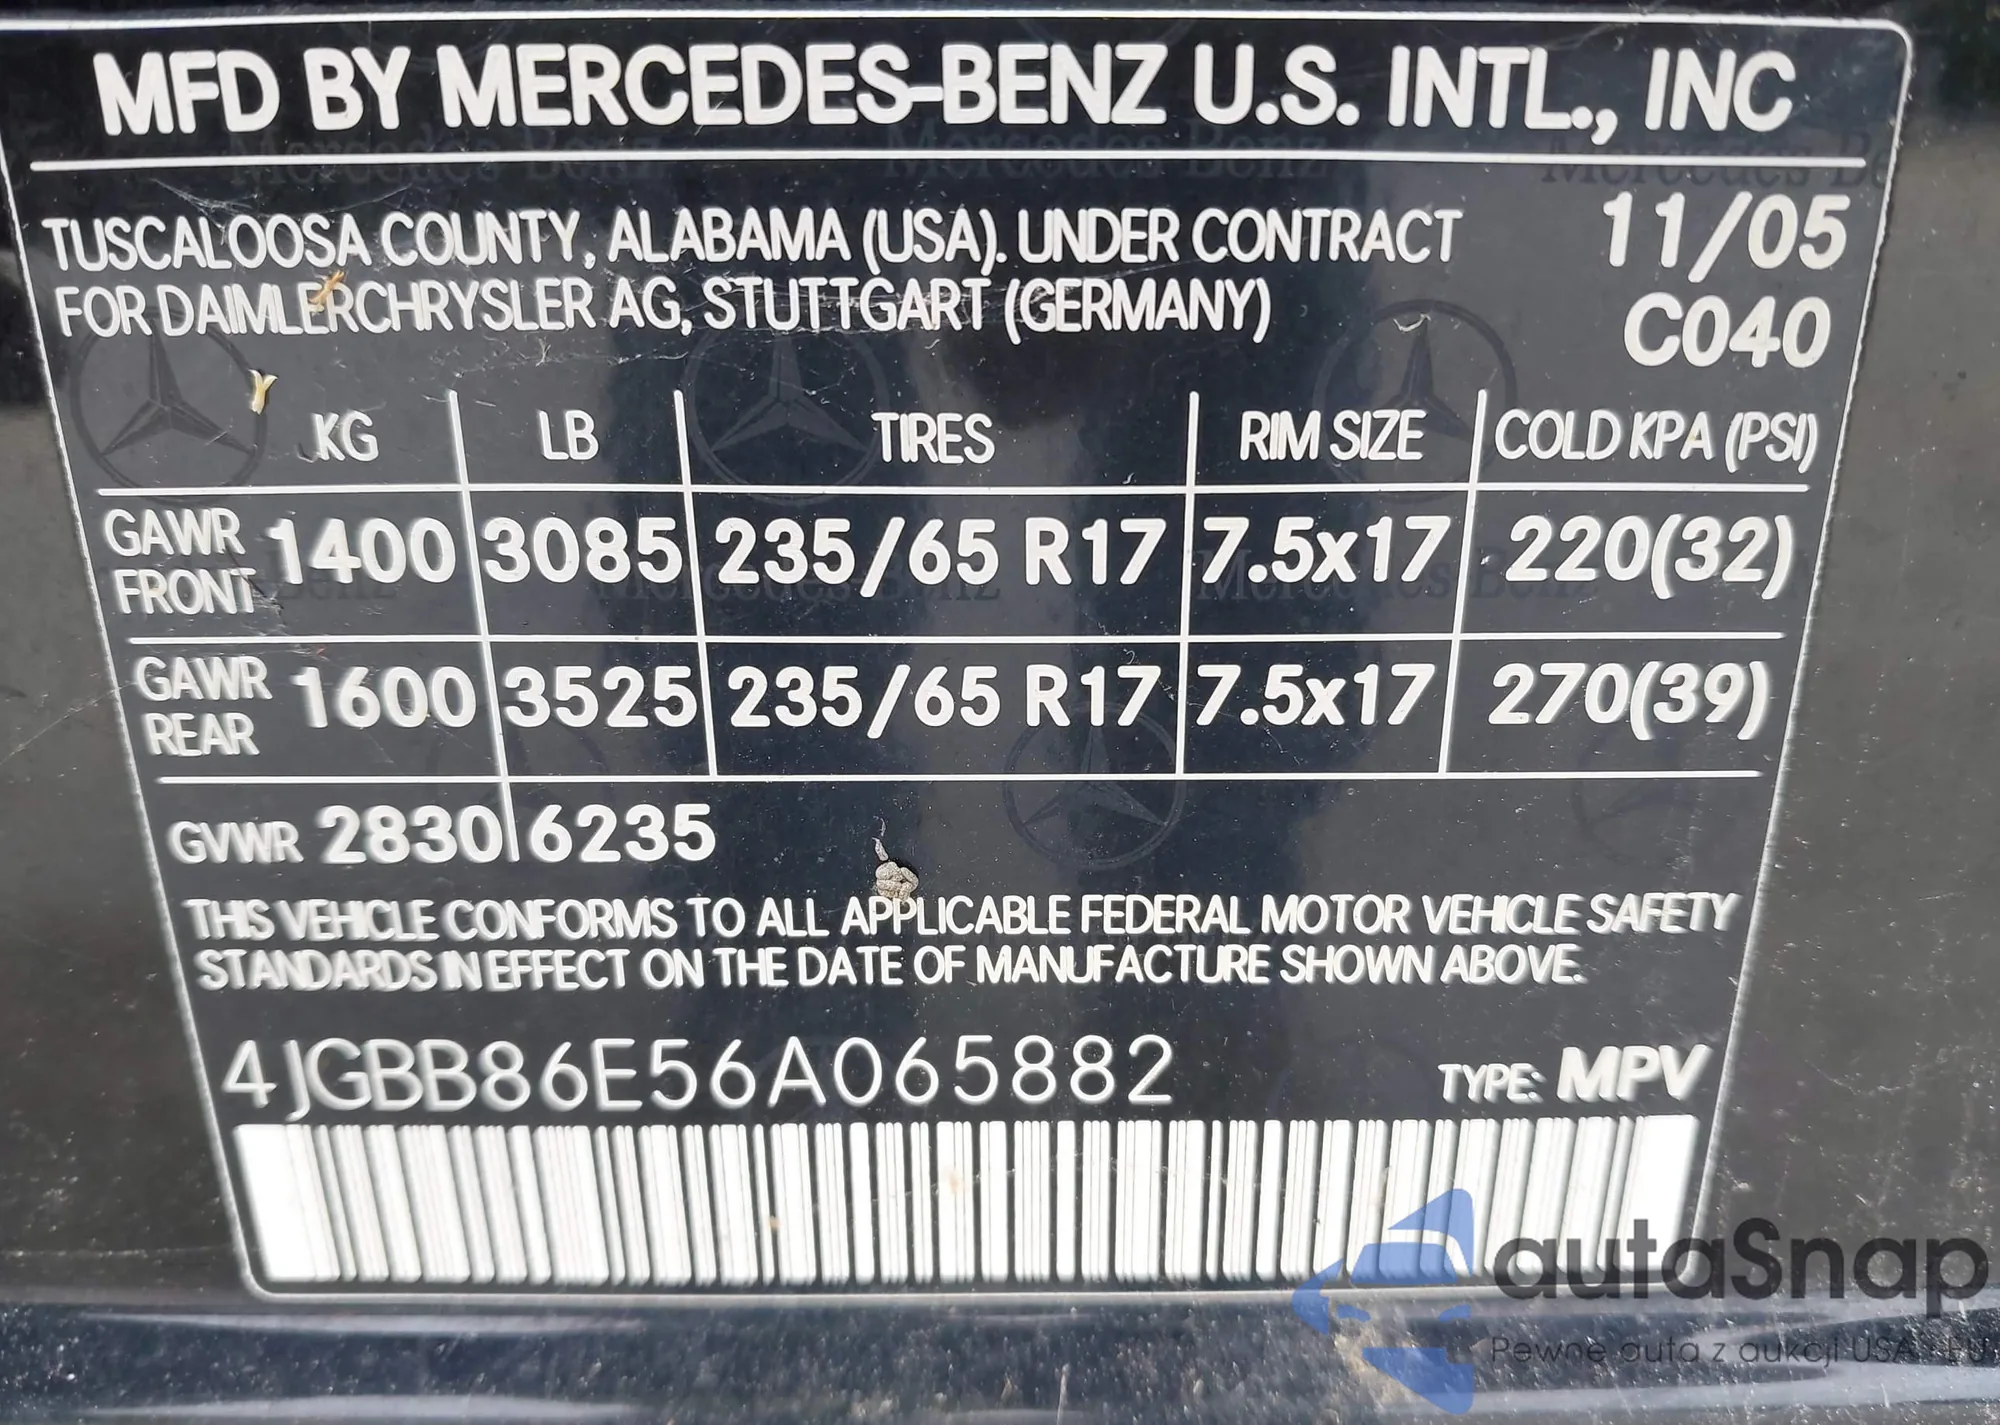 MFD BY MERCEDES-BENZ U.S. INTL., INC
TUSCALOOSA COUNTY, ALABAMA (USA). UNDER CONTRACT 11/05
FOR DAIMLERCHRYSLER AG, STUTTGART (GERMANY) C040
KG LB TIRES RIM SIZE COLD KPA (PSI)
GAWR FRONT 1400 3085 235/65 R17 7.5x17 220(32)
GAWR REAR 1600 3525 235/65 R17 7.5x17 270(39)
GVWR 2830 6235
THIS VEHICLE CONFORMS TO ALL APPLICABLE FEDERAL MOTOR VEHICLE SAFETY
STANDARDS IN EFFECT ON THE DATE OF MANUFACTURE SHOWN ABOVE.
4JGBB86E56A065882 TYPE: MPV
autaSnap
Pewne auta z aukcji USA - EU